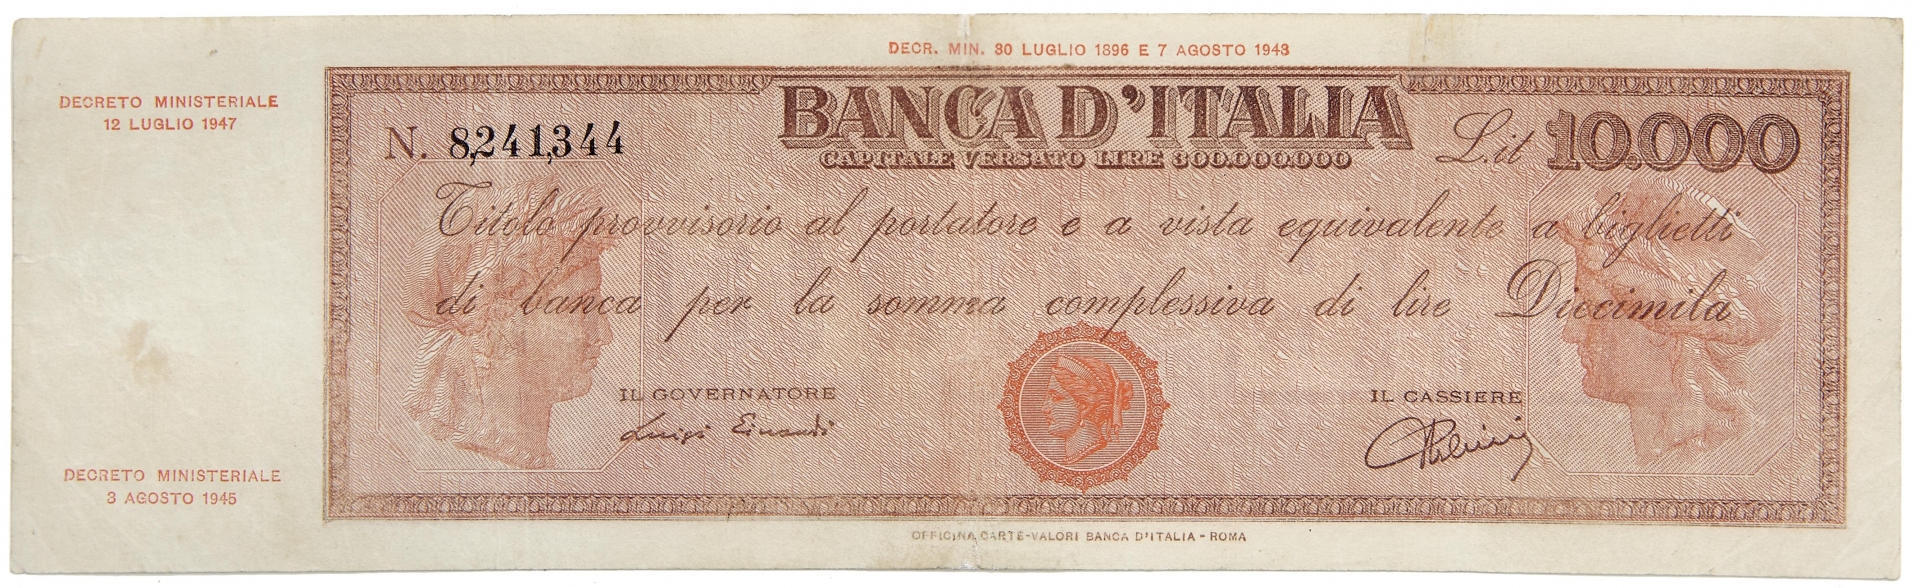 DECR. MIN. 30 LUGLIO 1896 E 7 AGOSTO 1943
DECRETO MINISTERIALE
12 LUGLIO 1947
BANCA D'ITALIA
CAPITALE VERSATO LIRE 300.000.000
N. 8,241,344
L.it 10.000
Titolo provvisorio al portatore e a vista equivalente a biglietti
di banca per la somma complessiva di lire Diecimila
IL GOVERNATORE
Luigi Einaudi
IL CASSIERE
DECRETO MINISTERIALE
3 AGOSTO 1945
OFFICINA CARTE-VALORI BANCA D'ITALIA - ROMA